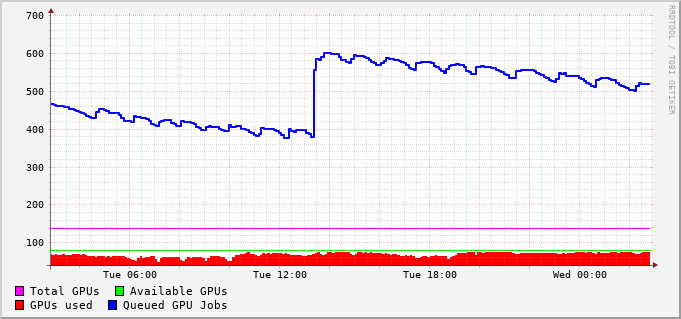 700
600
500
400
300
200
100
Tue 06:00 Tue 12:00 Tue 18:00 Wed 00:00
Total GPUs Available GPUs
GPUs used Queued GPU Jobs
RRDTOOL / TOBI OETIKER